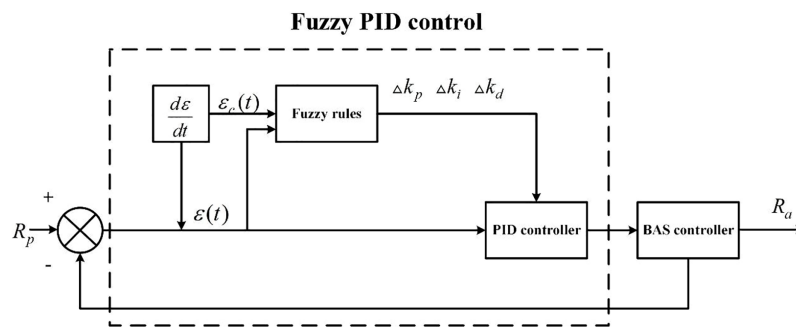 Fuzzy PID control
dε
dt
ε_c(t)
Fuzzy rules
△k_p △k_i △k_d
+
R_p
-
ε(t)
PID controller
BAS controller
R_a